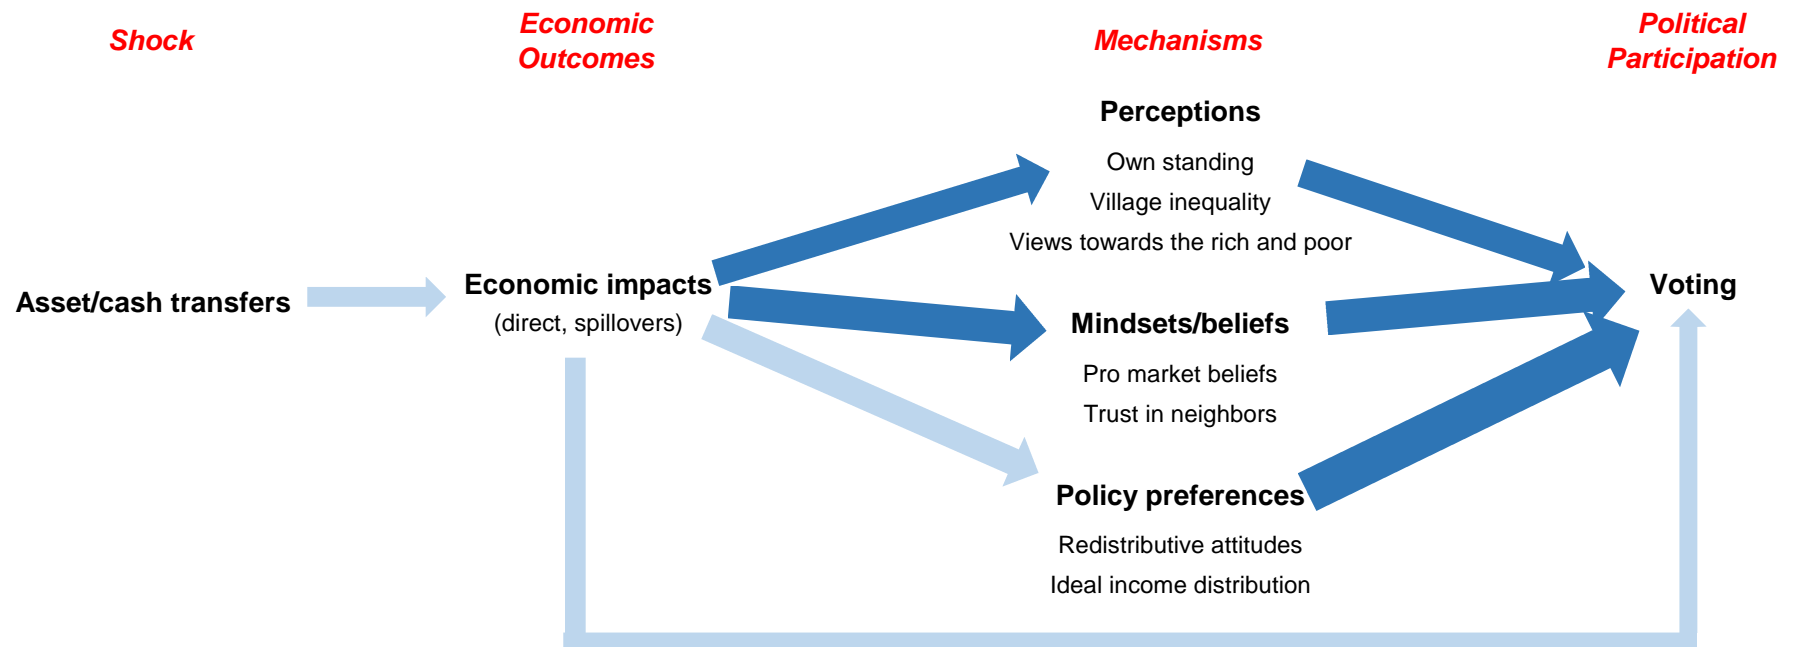 Shock
Economic
Outcomes
Mechanisms
Political
Participation
Asset/cash transfers
Economic impacts
(direct, spillovers)
Perceptions
Own standing
Village inequality
Views towards the rich and poor
Mindsets/beliefs
Pro market beliefs
Trust in neighbors
Policy preferences
Redistributive attitudes
Ideal income distribution
Voting